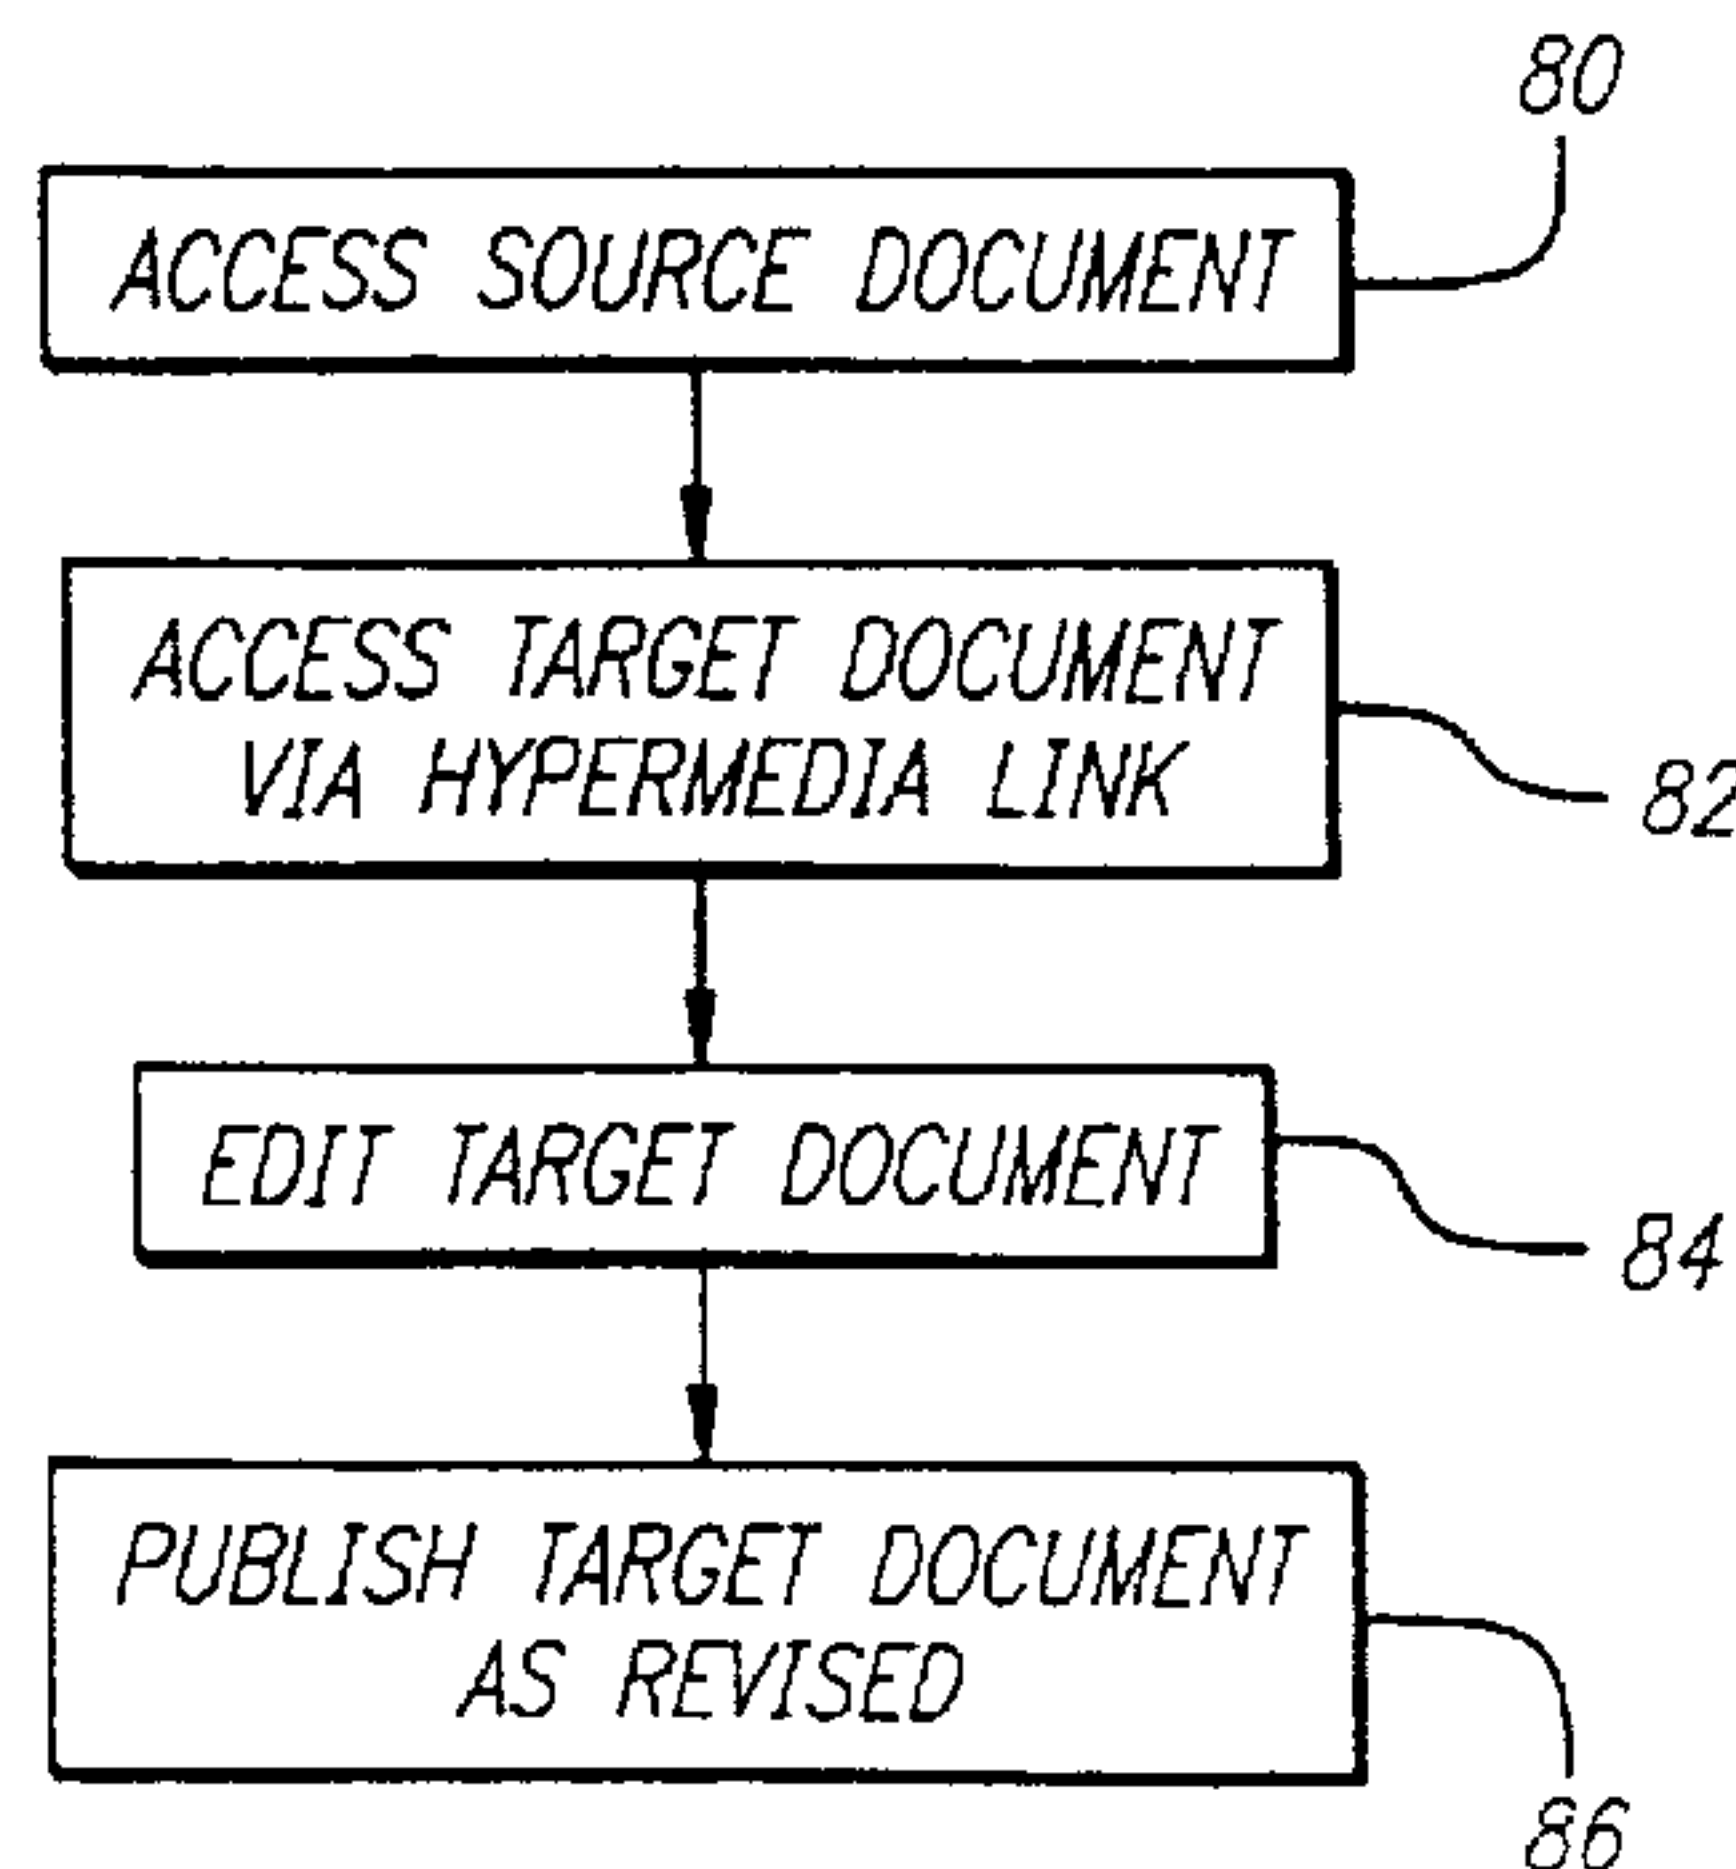 80
ACCESS SOURCE DOCUMENT
ACCESS TARGET DOCUMENT
VIA HYPERMEDIA LINK
82
EDIT TARGET DOCUMENT
84
PUBLISH TARGET DOCUMENT
AS REVISED
86